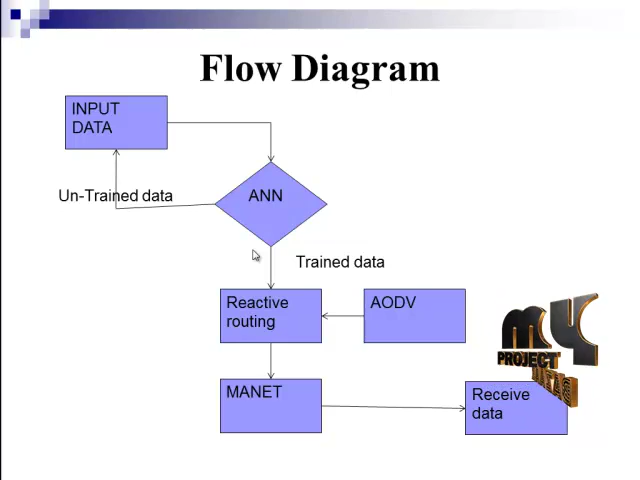 Flow Diagram
INPUT
DATA
Un-Trained data
ANN
Trained data
Reactive
routing
AODV
MANET
Receive
data
MY
PROJECT